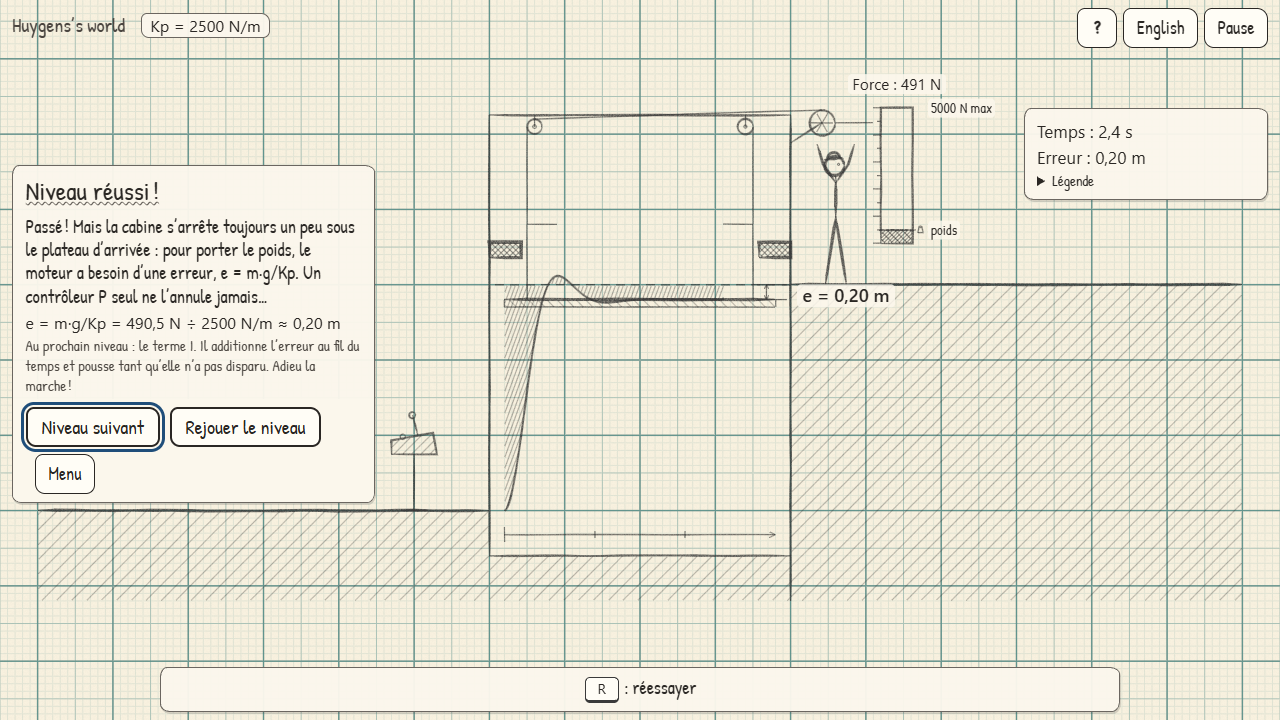 Huygens's world
Kp = 2500 N/m
?
English
Pause
Force : 491 N
5000 N max
poids
Temps : 2,4 s
Erreur : 0,20 m
▶ Légende
Niveau réussi !
Passé ! Mais la cabine s'arrête toujours un peu sous
le plateau d'arrivée : pour porter le poids, le
moteur a besoin d'une erreur, e = m·g/Kp. Un
contrôleur P seul ne l'annule jamais…
e = m·g/Kp = 490,5 N ÷ 2500 N/m ≈ 0,20 m
Au prochain niveau : le terme I. Il additionne l'erreur au fil du
temps et pousse tant qu'elle n'a pas disparu. Adieu la
marche !
Niveau suivant
Rejouer le niveau
Menu
e = 0,20 m
R : réessayer